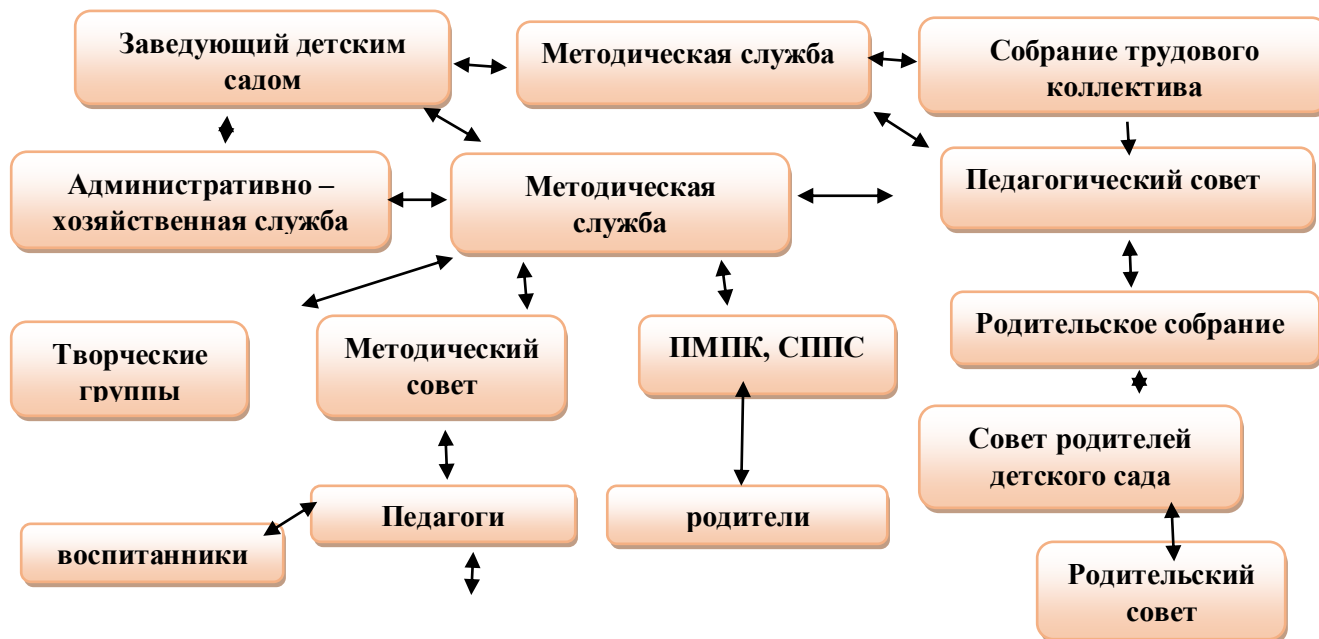 Заведующий детским
садом
Методическая служба
Собрание трудового
коллектива
Административно –
хозяйственная служба
Методическая
служба
Педагогический совет
Творческие
группы
Методический
совет
ПМПК, СППС
Родительское собрание
Совет родителей
детского сада
Педагоги
родители
воспитанники
Родительский
совет